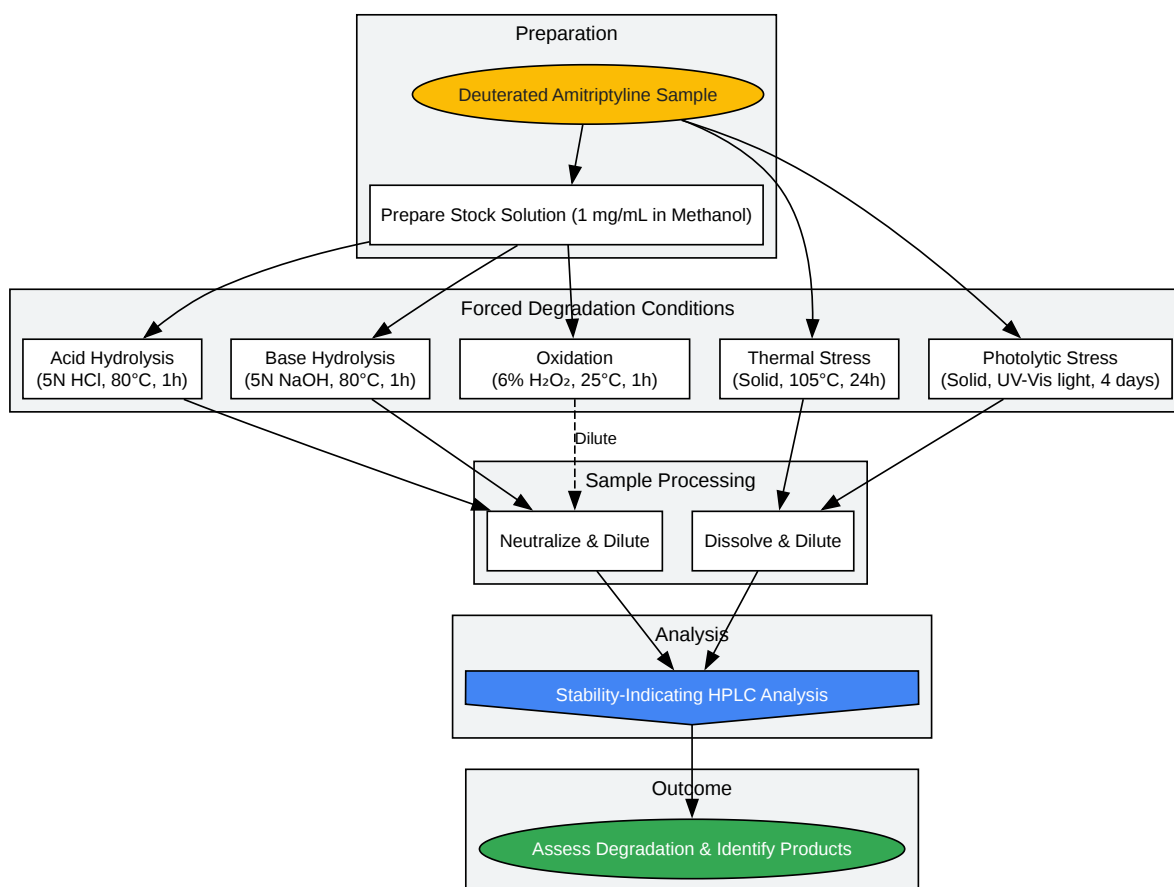 Preparation
Deuterated Amitriptyline Sample
Prepare Stock Solution (1 mg/mL in Methanol)
Forced Degradation Conditions
Acid Hydrolysis
(5N HCl, 80°C, 1h)
Base Hydrolysis
(5N NaOH, 80°C, 1h)
Oxidation
(6% H₂O₂, 25°C, 1h)
Thermal Stress
(Solid, 105°C, 24h)
Photolytic Stress
(Solid, UV-Vis light, 4 days)
Dilute
Sample Processing
Neutralize & Dilute
Dissolve & Dilute
Analysis
Stability-Indicating HPLC Analysis
Outcome
Assess Degradation & Identify Products